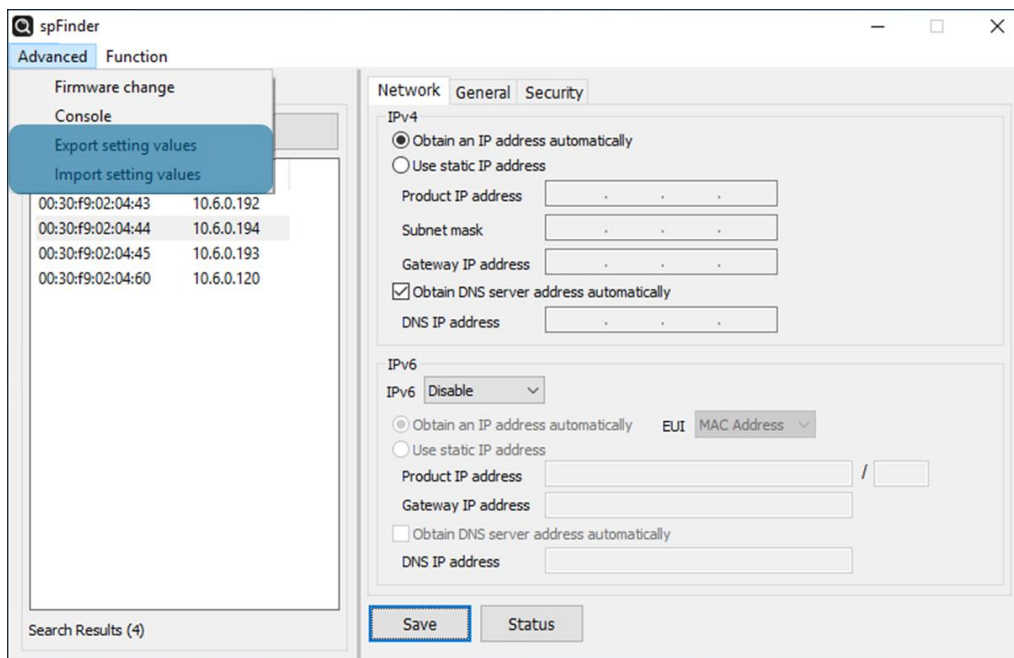 spFinder
Advanced Function
Firmware change
Console
Export setting values
Import setting values
00:30:f9:02:04:43 10.6.0.192
00:30:f9:02:04:44 10.6.0.194
00:30:f9:02:04:45 10.6.0.193
00:30:f9:02:04:60 10.6.0.120
Search Results (4)
Network General Security
IPv4
Obtain an IP address automatically
Use static IP address
Product IP address . . .
Subnet mask . . .
Gateway IP address . . .
Obtain DNS server address automatically
DNS IP address . . .
IPv6
IPv6 Disable
Obtain an IP address automatically EUI MAC Address
Use static IP address
Product IP address /
Gateway IP address
Obtain DNS server address automatically
DNS IP address
Save Status